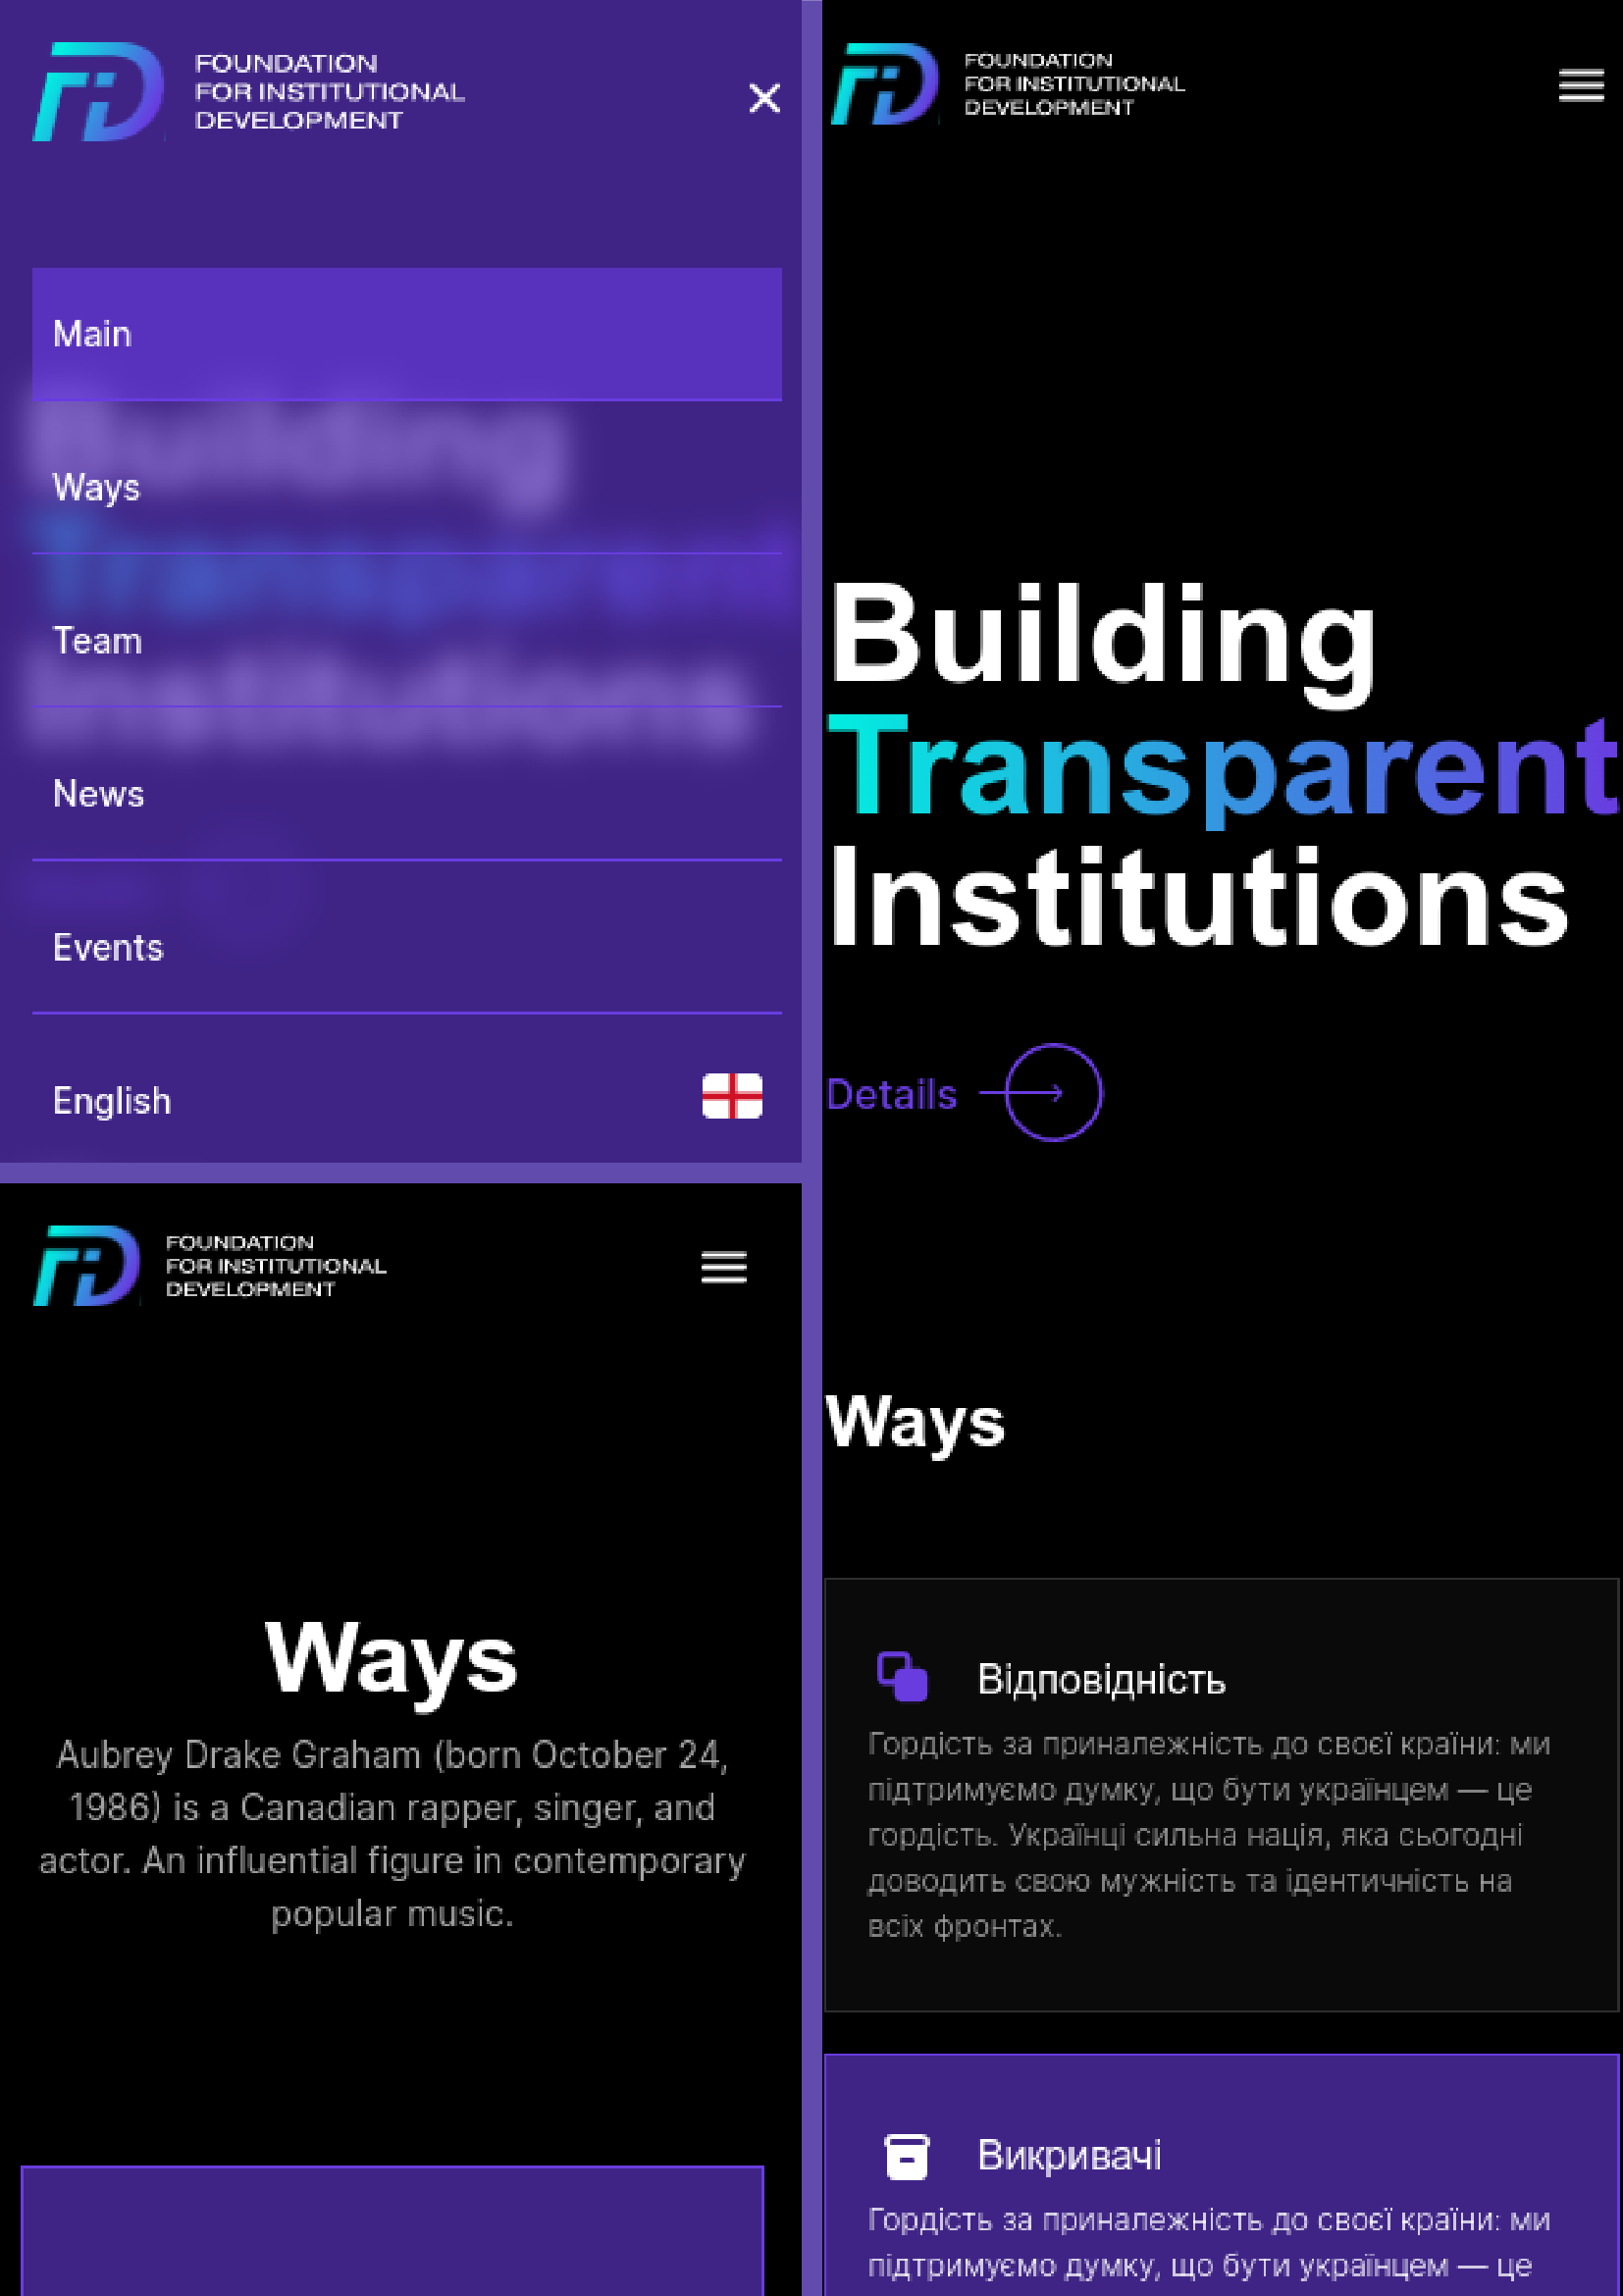 FOUNDATION
FOR INSTITUTIONAL
DEVELOPMENT
Main
Building
Ways
Transparent
Team
Institutions
News
Events
English
FOUNDATION
FOR INSTITUTIONAL
DEVELOPMENT
Ways
Aubrey Drake Graham (born October 24,
1986) is a Canadian rapper, singer, and
actor. An influential figure in contemporary
popular music.
FOUNDATION
FOR INSTITUTIONAL
DEVELOPMENT
Building
Transparent
Institutions
Details
Ways
Відповідність
Гордість за приналежність до своєї країни: ми
підтримуємо думку, що бути українцем — це
гордість. Українці сильна нація, яка сьогодні
доводить свою мужність та ідентичність на
всіх фронтах.
Викривачі
Гордість за приналежність до своєї країни: ми
підтримуємо думку, що бути українцем — це